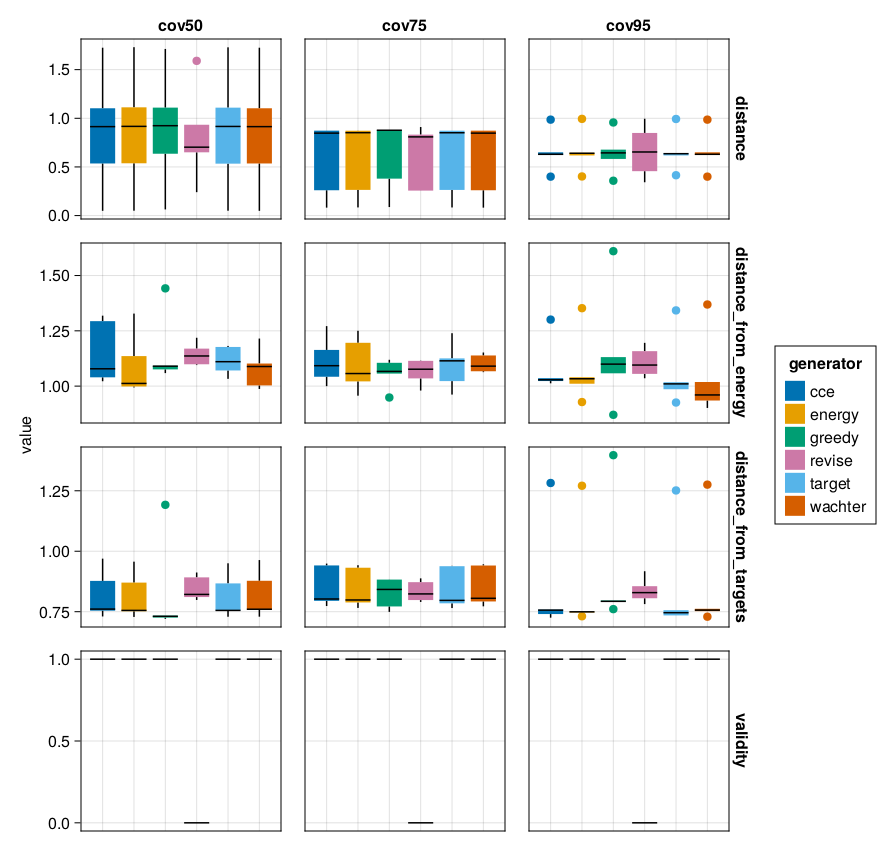 cov50
cov75
cov95
1.5
1.0
0.5
0.0
distance
1.50
1.25
1.00
distance_from_energy
value
1.25
1.00
0.75
distance_from_targets
1.0
0.5
0.0
validity
generator
cce
energy
greedy
revise
target
wachter